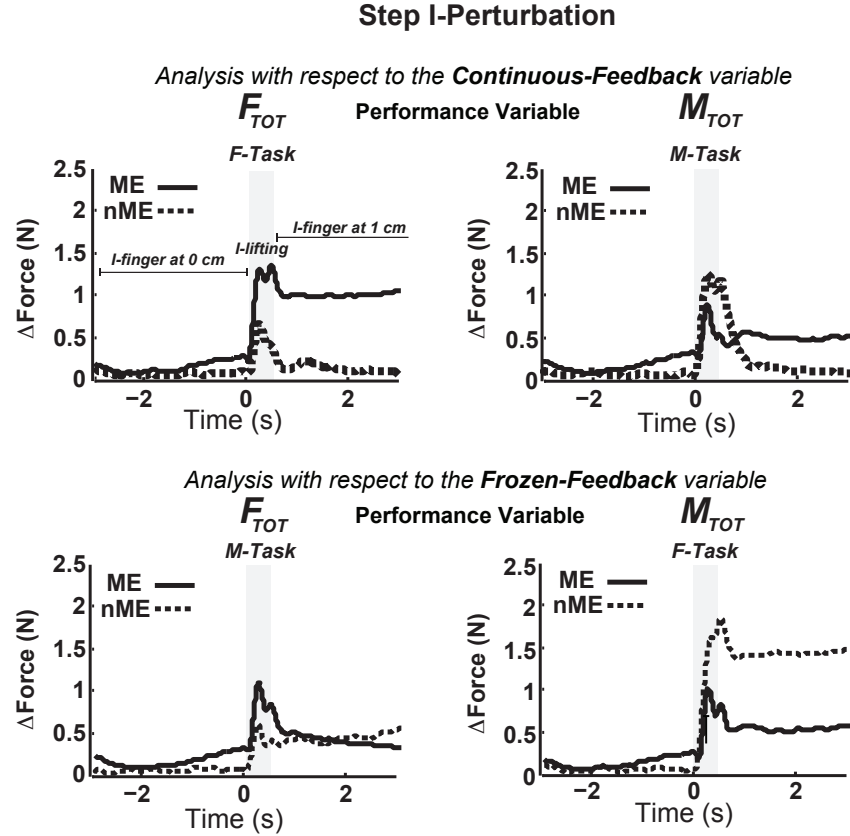 Step I-Perturbation
Analysis with respect to the Continuous-Feedback variable
F_TOT Performance Variable M_TOT
F-Task M-Task
2.5
ME
2
nME
1.5
1
0.5
0
ΔForce (N)
I-finger at 0 cm
I-lifting
I-finger at 1 cm
−2 0 2
Time (s)
2.5
ME
2
nME
1.5
1
0.5
0
ΔForce (N)
−2 0 2
Time (s)
Analysis with respect to the Frozen-Feedback variable
F_TOT Performance Variable M_TOT
M-Task F-Task
2.5
ME
2
nME
1.5
1
0.5
0
ΔForce (N)
−2 0 2
Time (s)
2.5
ME
2
nME
1.5
1
0.5
0
ΔForce (N)
−2 0 2
Time (s)